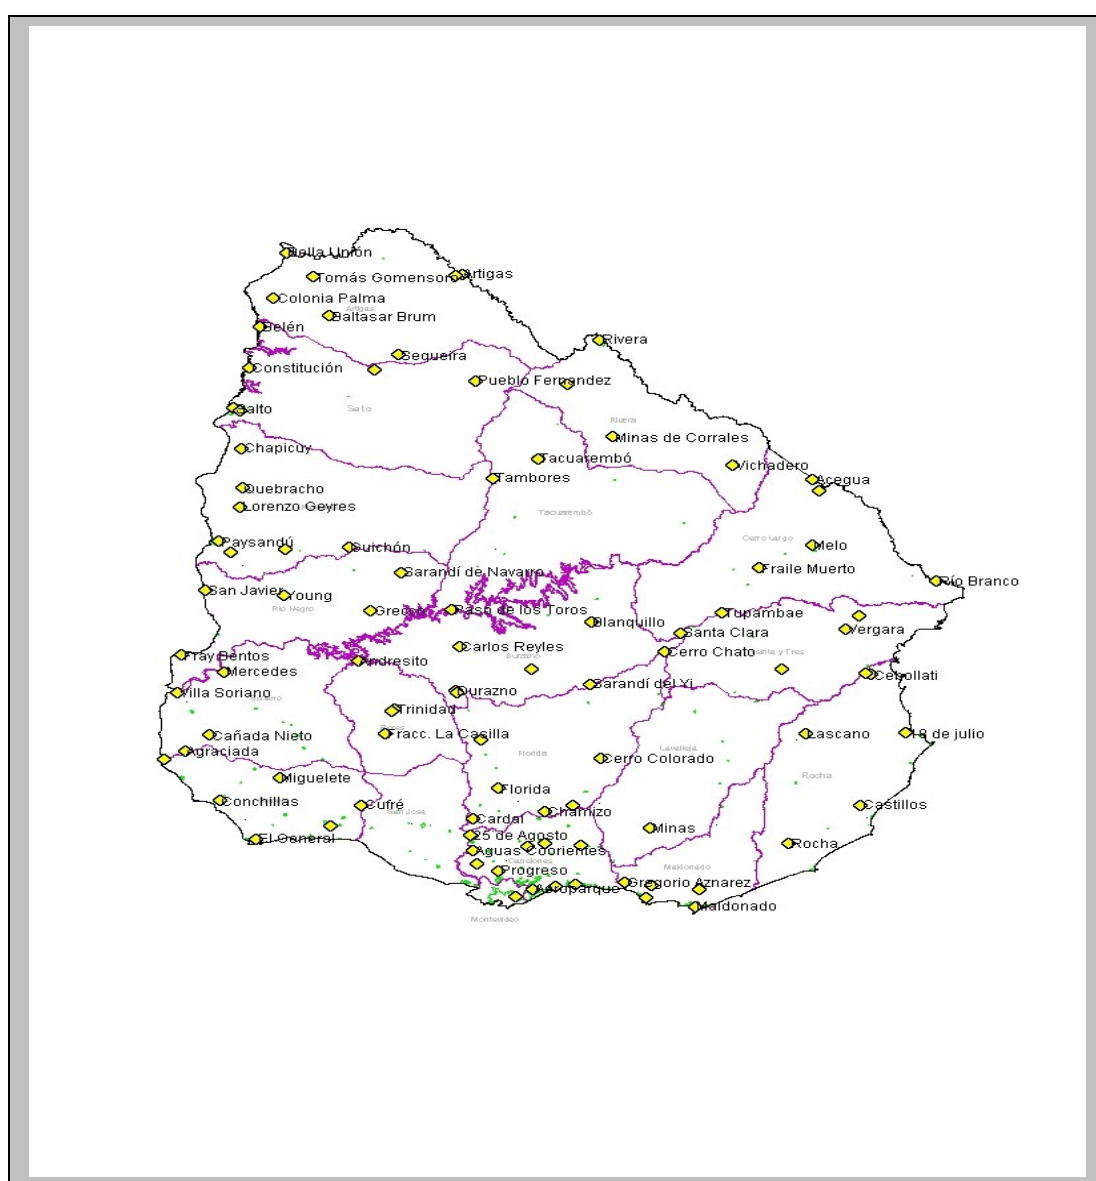 Bella Unión
Artigas
Tomás Gomensoro
Colonia Palma
Artigas
Baltasar Brum
Belén
Rivera
Sequeira
Constitución
Pueblo Fernandez
Salto
Salto
Rivera
Minas de Corrales
Chapicuy
Tacuarembó
Vichadero
Tambores
Acegua
Quebracho
Lorenzo Geyres
Tacuarembó
Cerro Largo
Paysandú
Guichón
Melo
Fraile Muerto
Sarandí de Navarro
Río Branco
San Javier
Young
Río Negro
Grecco
Paso de los Toros
Tupambae
Blanquillo
Vergara
Santa Clara
Carlos Reyles
Cerro Chato
Durazno
Fray Bentos
Andresito
Mercedes
Cebollati
Sarandí del Yi
Villa Soriano
Durazno
Trinidad
Cañada Nieto
Fracc. La Casilla
Lascano
18 de julio
Agraciada
Florida
Lavalleja
Cerro Colorado
Miguelete
Rocha
Florida
Conchillas
Cufré
Castillos
Chamizo
San José
Cardal
Minas
25 de Agosto
El General
Rocha
Aguas Coorientes
Canelones
Maldonado
Progreso
Gregorio Aznarez
Aeroparque
Maldonado
Montevideo